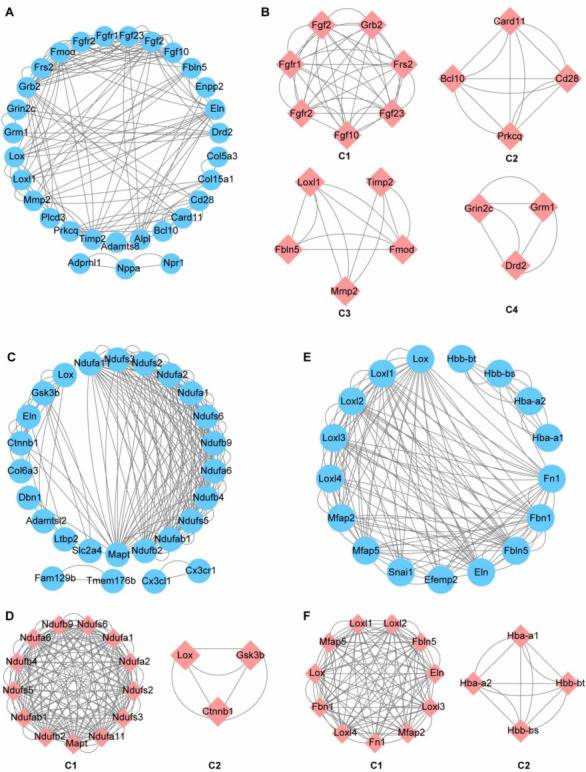 A
Fgfr1
Fgf23
Fgfr2
Fgf2
Fmod
Fgf10
Frs2
Fbln5
Grb2
Enpp2
Grin2c
Eln
Grm1
Drd2
Lox
Col5a3
Loxl1
Col15a1
Mmp2
Cd28
Plcd3
Card11
Prkcq
Bcl10
Timp2
Alpl
Adamts8
Adprhl1
Nppa
Npr1
B
Fgf2
Grb2
Fgfr1
Frs2
Fgfr2
Fgf23
Fgf10
C1
Card11
Bcl10
Cd28
Prkcq
C2
Loxl1
Timp2
Fbln5
Fmod
Mmp2
C3
Grin2c
Grm1
Drd2
C4
C
Ndufa11
Ndufs3
Ndufs2
Lox
Ndufa2
Gsk3b
Ndufa1
Eln
Ndufs6
Ctnnb1
Ndufb9
Col6a3
Ndufa6
Dbn1
Ndufb4
Adamtsl2
Ndufs5
Ltbp2
Ndufab1
Slc2a4
Mapt
Ndufb2
Fam129b
Tmem176b
Cx3cl1
Cx3cr1
E
Lox
Hbb-bt
Loxl1
Hbb-bs
Loxl2
Hba-a2
Loxl3
Hba-a1
Loxl4
Fn1
Mfap2
Fbn1
Mfap5
Fbln5
Snai1
Eln
Efemp2
D
Ndufb9
Ndufs6
Ndufa6
Ndufa1
Ndufb4
Ndufa2
Ndufs5
Ndufs2
Ndufab1
Ndufs3
Ndufb2
Ndufa11
Mapt
C1
Lox
Gsk3b
Ctnnb1
C2
F
Loxl1
Loxl2
Mfap5
Fbln5
Lox
Eln
Fbn1
Loxl3
Loxl4
Mfap2
Fn1
C1
Hba-a1
Hba-a2
Hbb-bt
Hbb-bs
C2